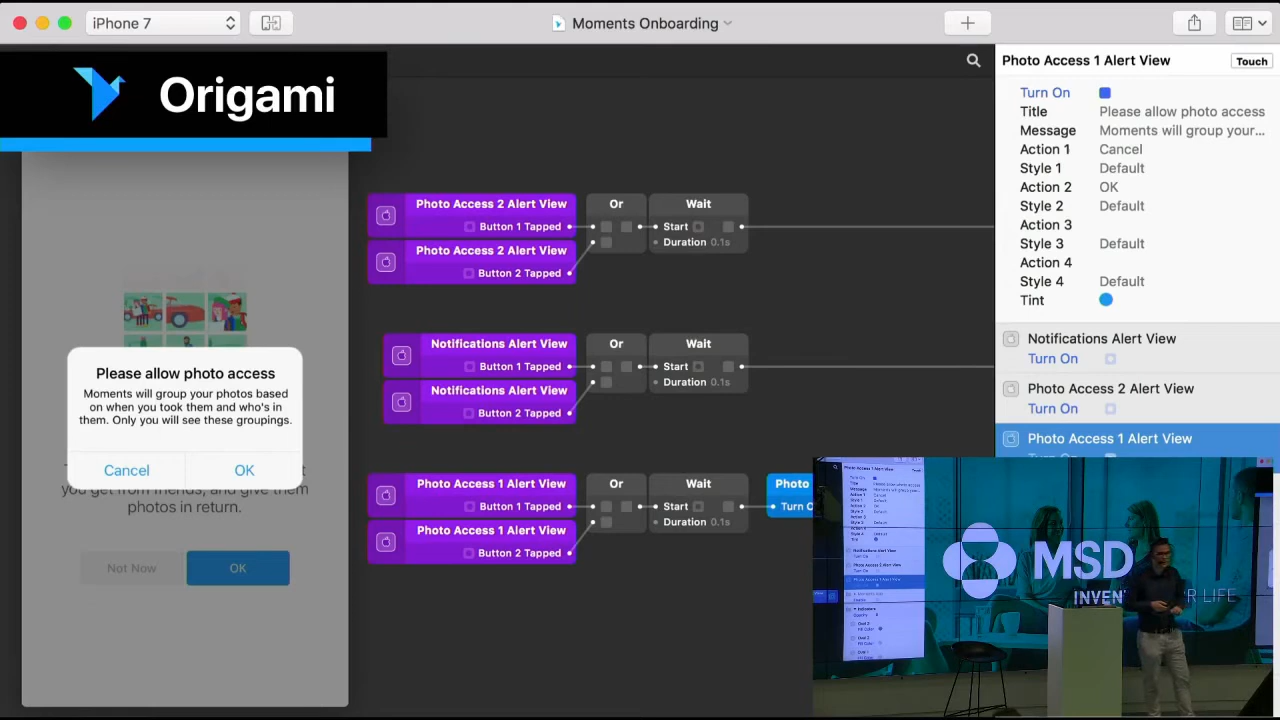 iPhone 7
Moments Onboarding
Origami
Photo Access 1 Alert View
Touch
Turn On
Title Please allow photo access
Message Moments will group your...
Action 1 Cancel
Style 1 Default
Action 2 OK
Style 2 Default
Action 3
Style 3 Default
Action 4
Style 4 Default
Tint
Notifications Alert View
Turn On
Photo Access 2 Alert View
Turn On
Photo Access 1 Alert View
Photo Access 2 Alert View
Button 1 Tapped
Photo Access 2 Alert View
Button 2 Tapped
Or
Wait
Start
Duration 0.1s
Notifications Alert View
Button 1 Tapped
Notifications Alert View
Button 2 Tapped
Or
Wait
Start
Duration 0.1s
Photo Access 1 Alert View
Button 1 Tapped
Photo Access 1 Alert View
Button 2 Tapped
Or
Wait
Start
Duration 0.1s
Photo
Turn O
Please allow photo access
Moments will group your photos based
on when you took them and who's in
them. Only you will see these groupings.
Cancel OK
you get from friends, and give them
photos in return.
Not Now OK
MSD